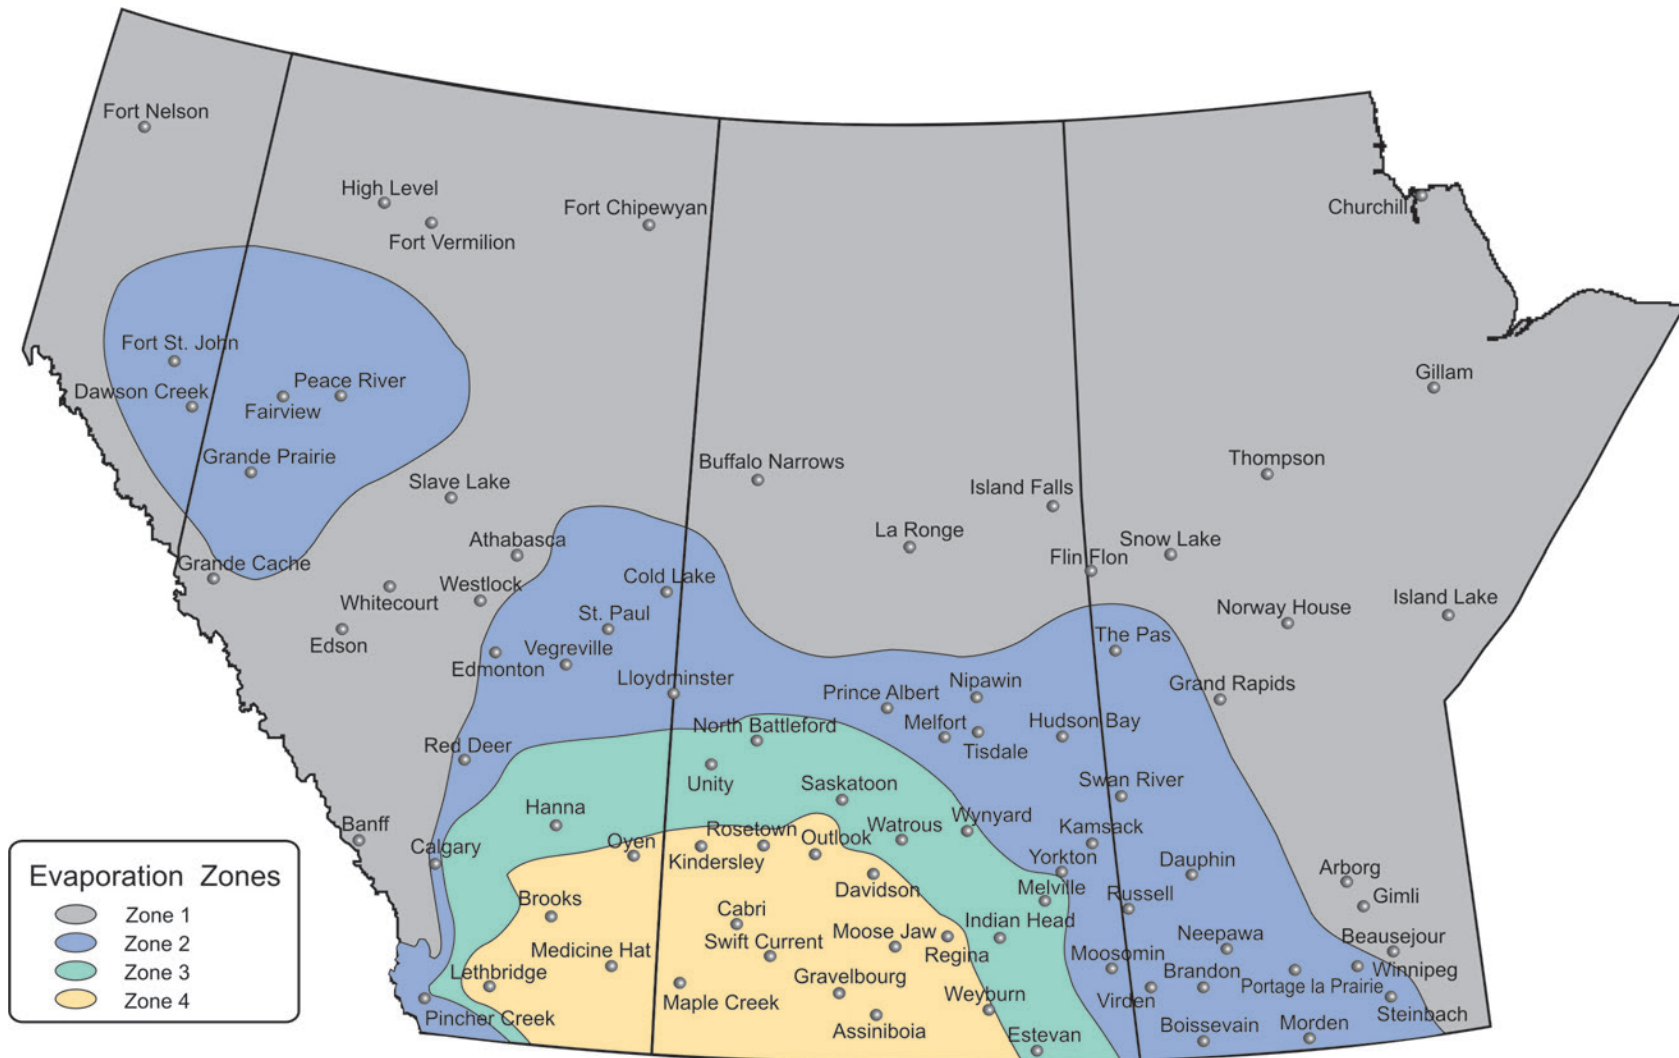 Fort Nelson
High Level
Fort Chipewyan
Churchill
Fort Vermilion
Fort St. John
Gillam
Peace River
Dawson Creek
Fairview
Grande Prairie
Thompson
Buffalo Narrows
Slave Lake
Island Falls
La Ronge
Athabasca
Snow Lake
Flin Flon
Grande Cache
Cold Lake
Westlock
Whitecourt
Island Lake
Norway House
St. Paul
The Pas
Edson
Vegreville
Edmonton
Lloydminster
Grand Rapids
Nipawin
Prince Albert
Hudson Bay
North Battleford
Melfort
Tisdale
Red Deer
Swan River
Unity
Saskatoon
Hanna
Banff
Rosetown
Watrous
Wynyard
Kamsack
Oyen
Outlook
Calgary
Kindersley
Yorkton
Dauphin
Arborg
Davidson
Melville
Russell
Gimli
Brooks
Cabri
Indian Head
Moose Jaw
Neepawa
Swift Current
Beausejour
Medicine Hat
Regina
Moosomin
Lethbridge
Gravelbourg
Brandon
Winnipeg
Portage la Prairie
Maple Creek
Weyburn
Virden
Pincher Creek
Steinbach
Assiniboia
Boissevain
Morden
Estevan
Evaporation Zones
Zone 1
Zone 2
Zone 3
Zone 4